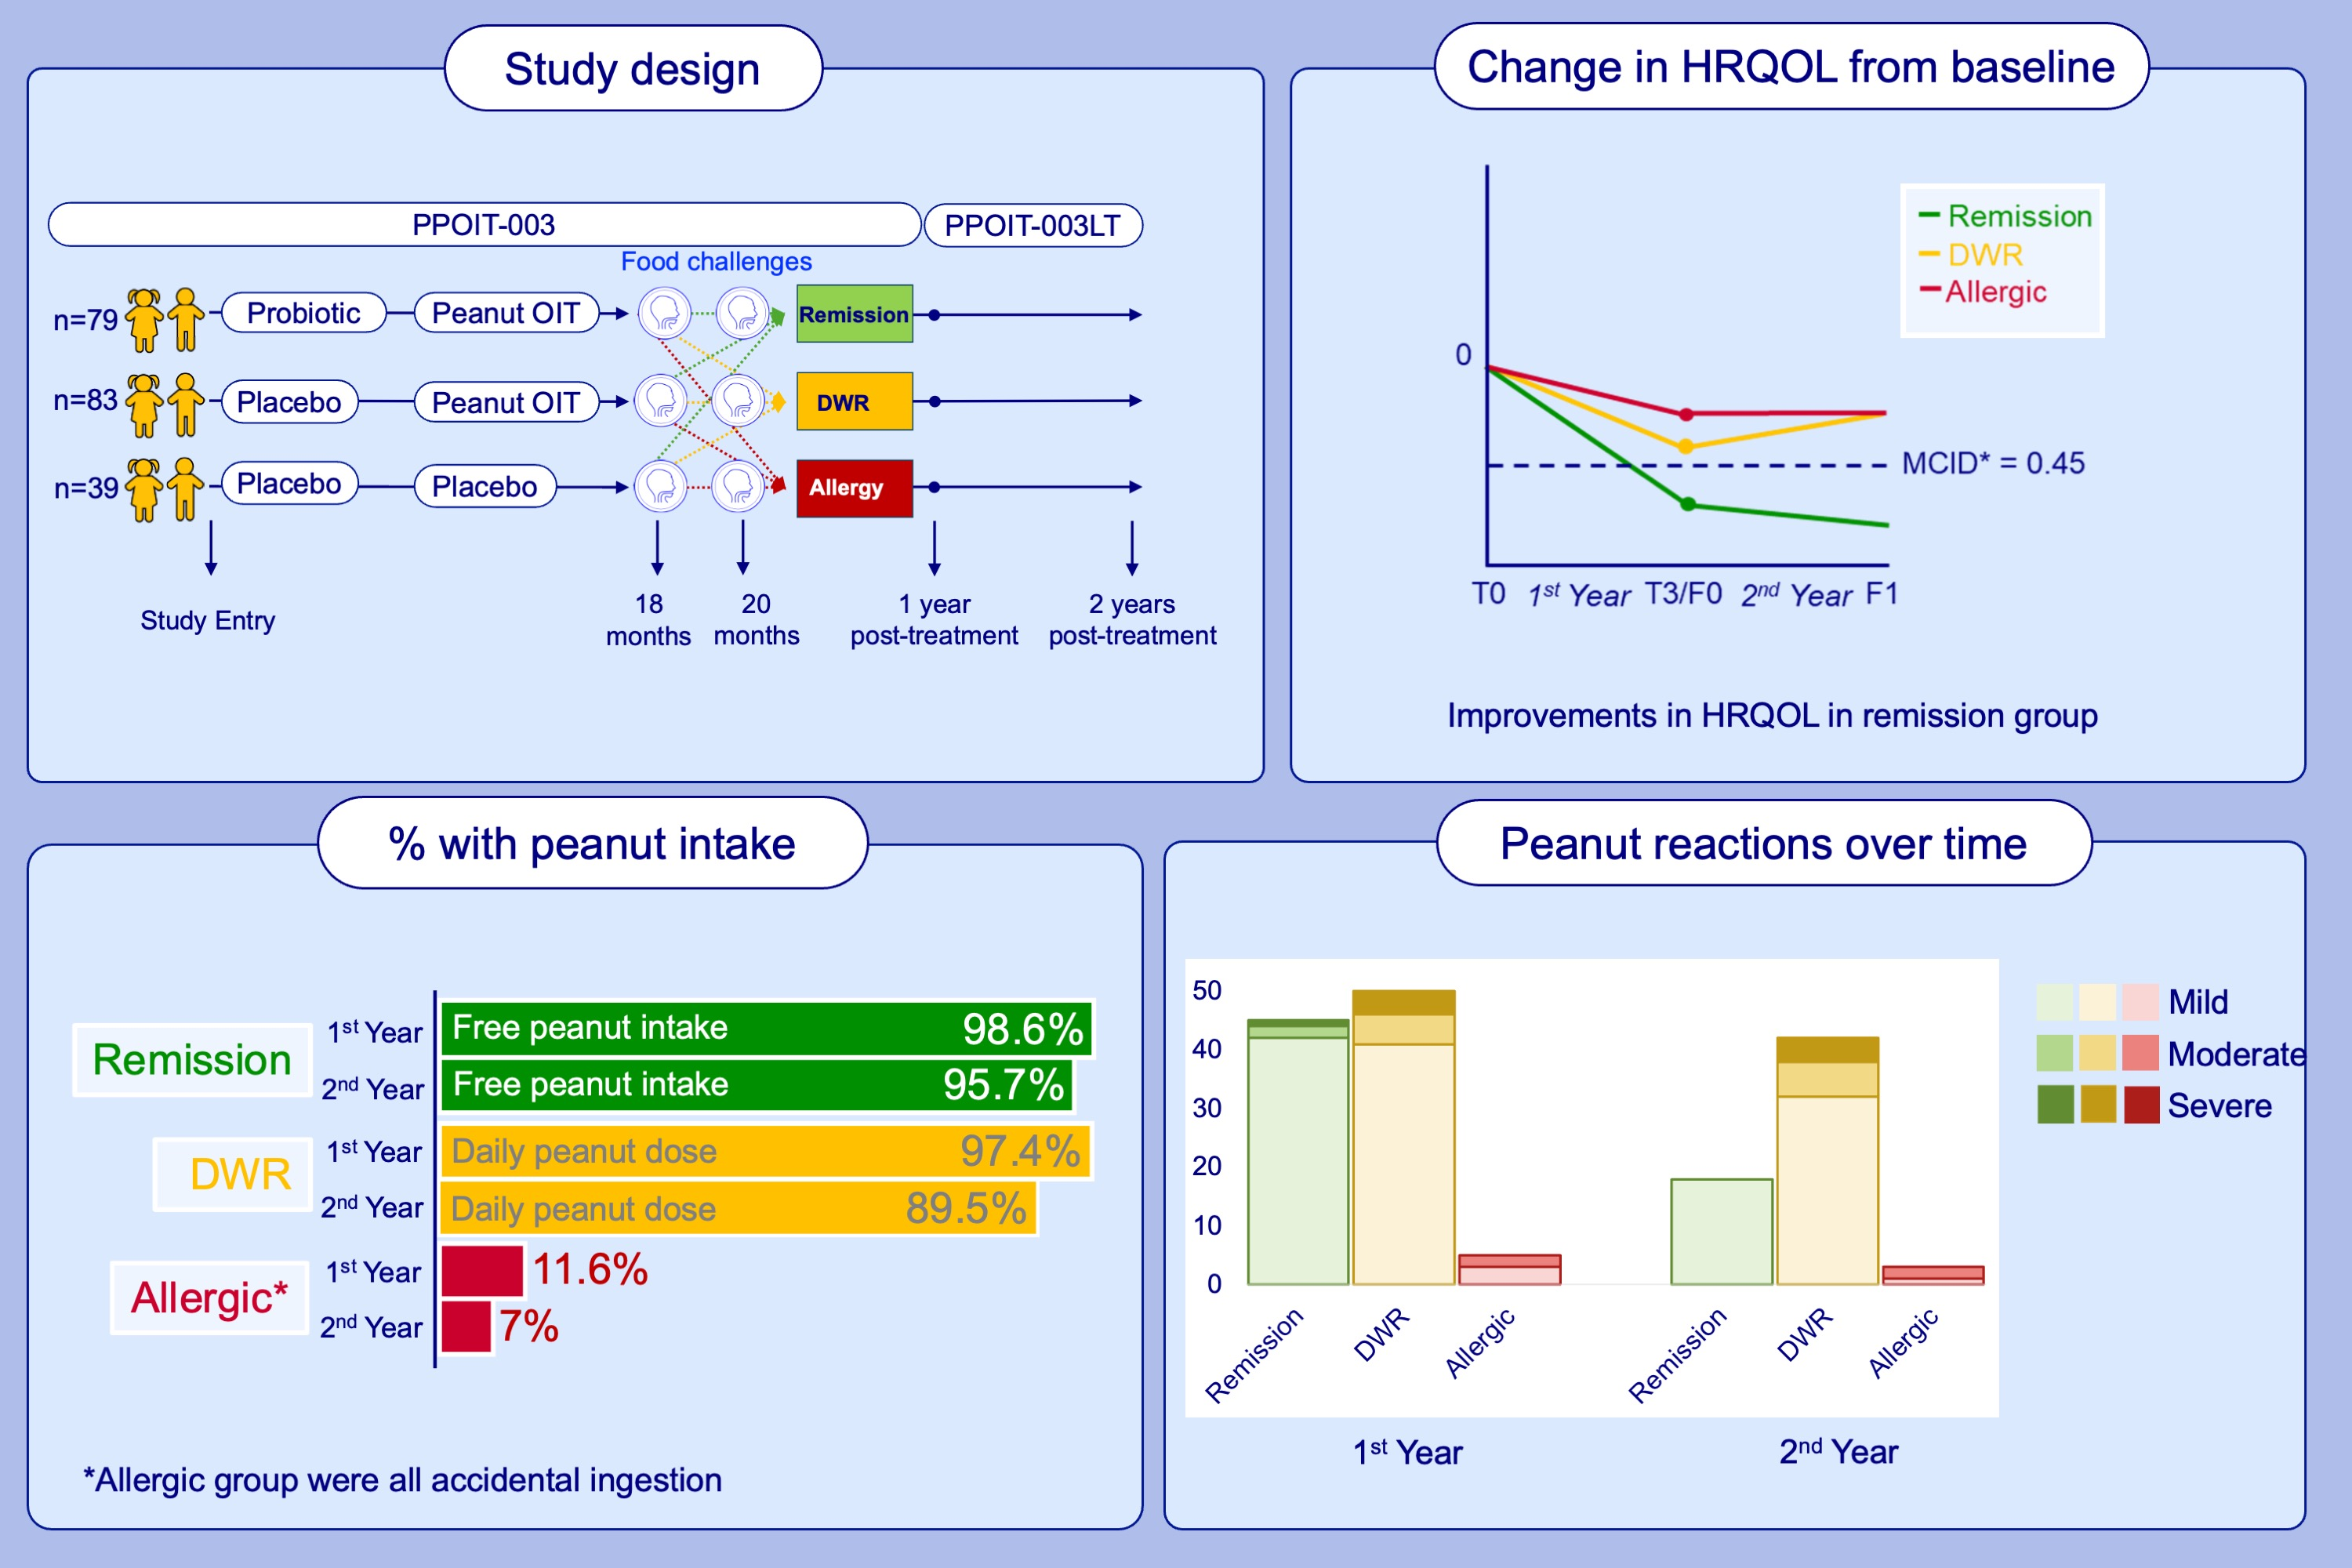 Study design
PPOIT-003
PPOIT-003LT
Food challenges
n=79
Probiotic
Peanut OIT
Remission
n=83
Placebo
Peanut OIT
DWR
n=39
Placebo
Placebo
Allergy
Study Entry
18
months
20
months
1 year
post-treatment
2 years
post-treatment
Change in HRQOL from baseline
Remission
DWR
Allergic
0
MCID* = 0.45
T0 1st Year T3/F0 2nd Year F1
Improvements in HRQOL in remission group
% with peanut intake
Remission
1st Year Free peanut intake 98.6%
2nd Year Free peanut intake 95.7%
DWR
1st Year Daily peanut dose 97.4%
2nd Year Daily peanut dose 89.5%
Allergic*
1st Year 11.6%
2nd Year 7%
*Allergic group were all accidental ingestion
Peanut reactions over time
50
40
30
20
10
0
Remission
DWR
Allergic
Remission
DWR
Allergic
1st Year
2nd Year
Mild
Moderate
Severe